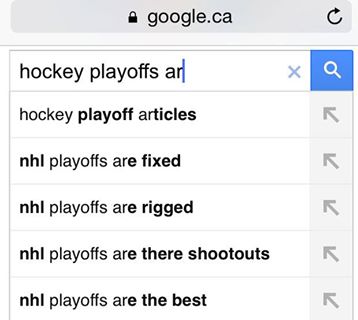 google.ca
hockey playoffs ar
hockey playoff articles
nhl playoffs are fixed
nhl playoffs are rigged
nhl playoffs are there shootouts
nhl playoffs are the best